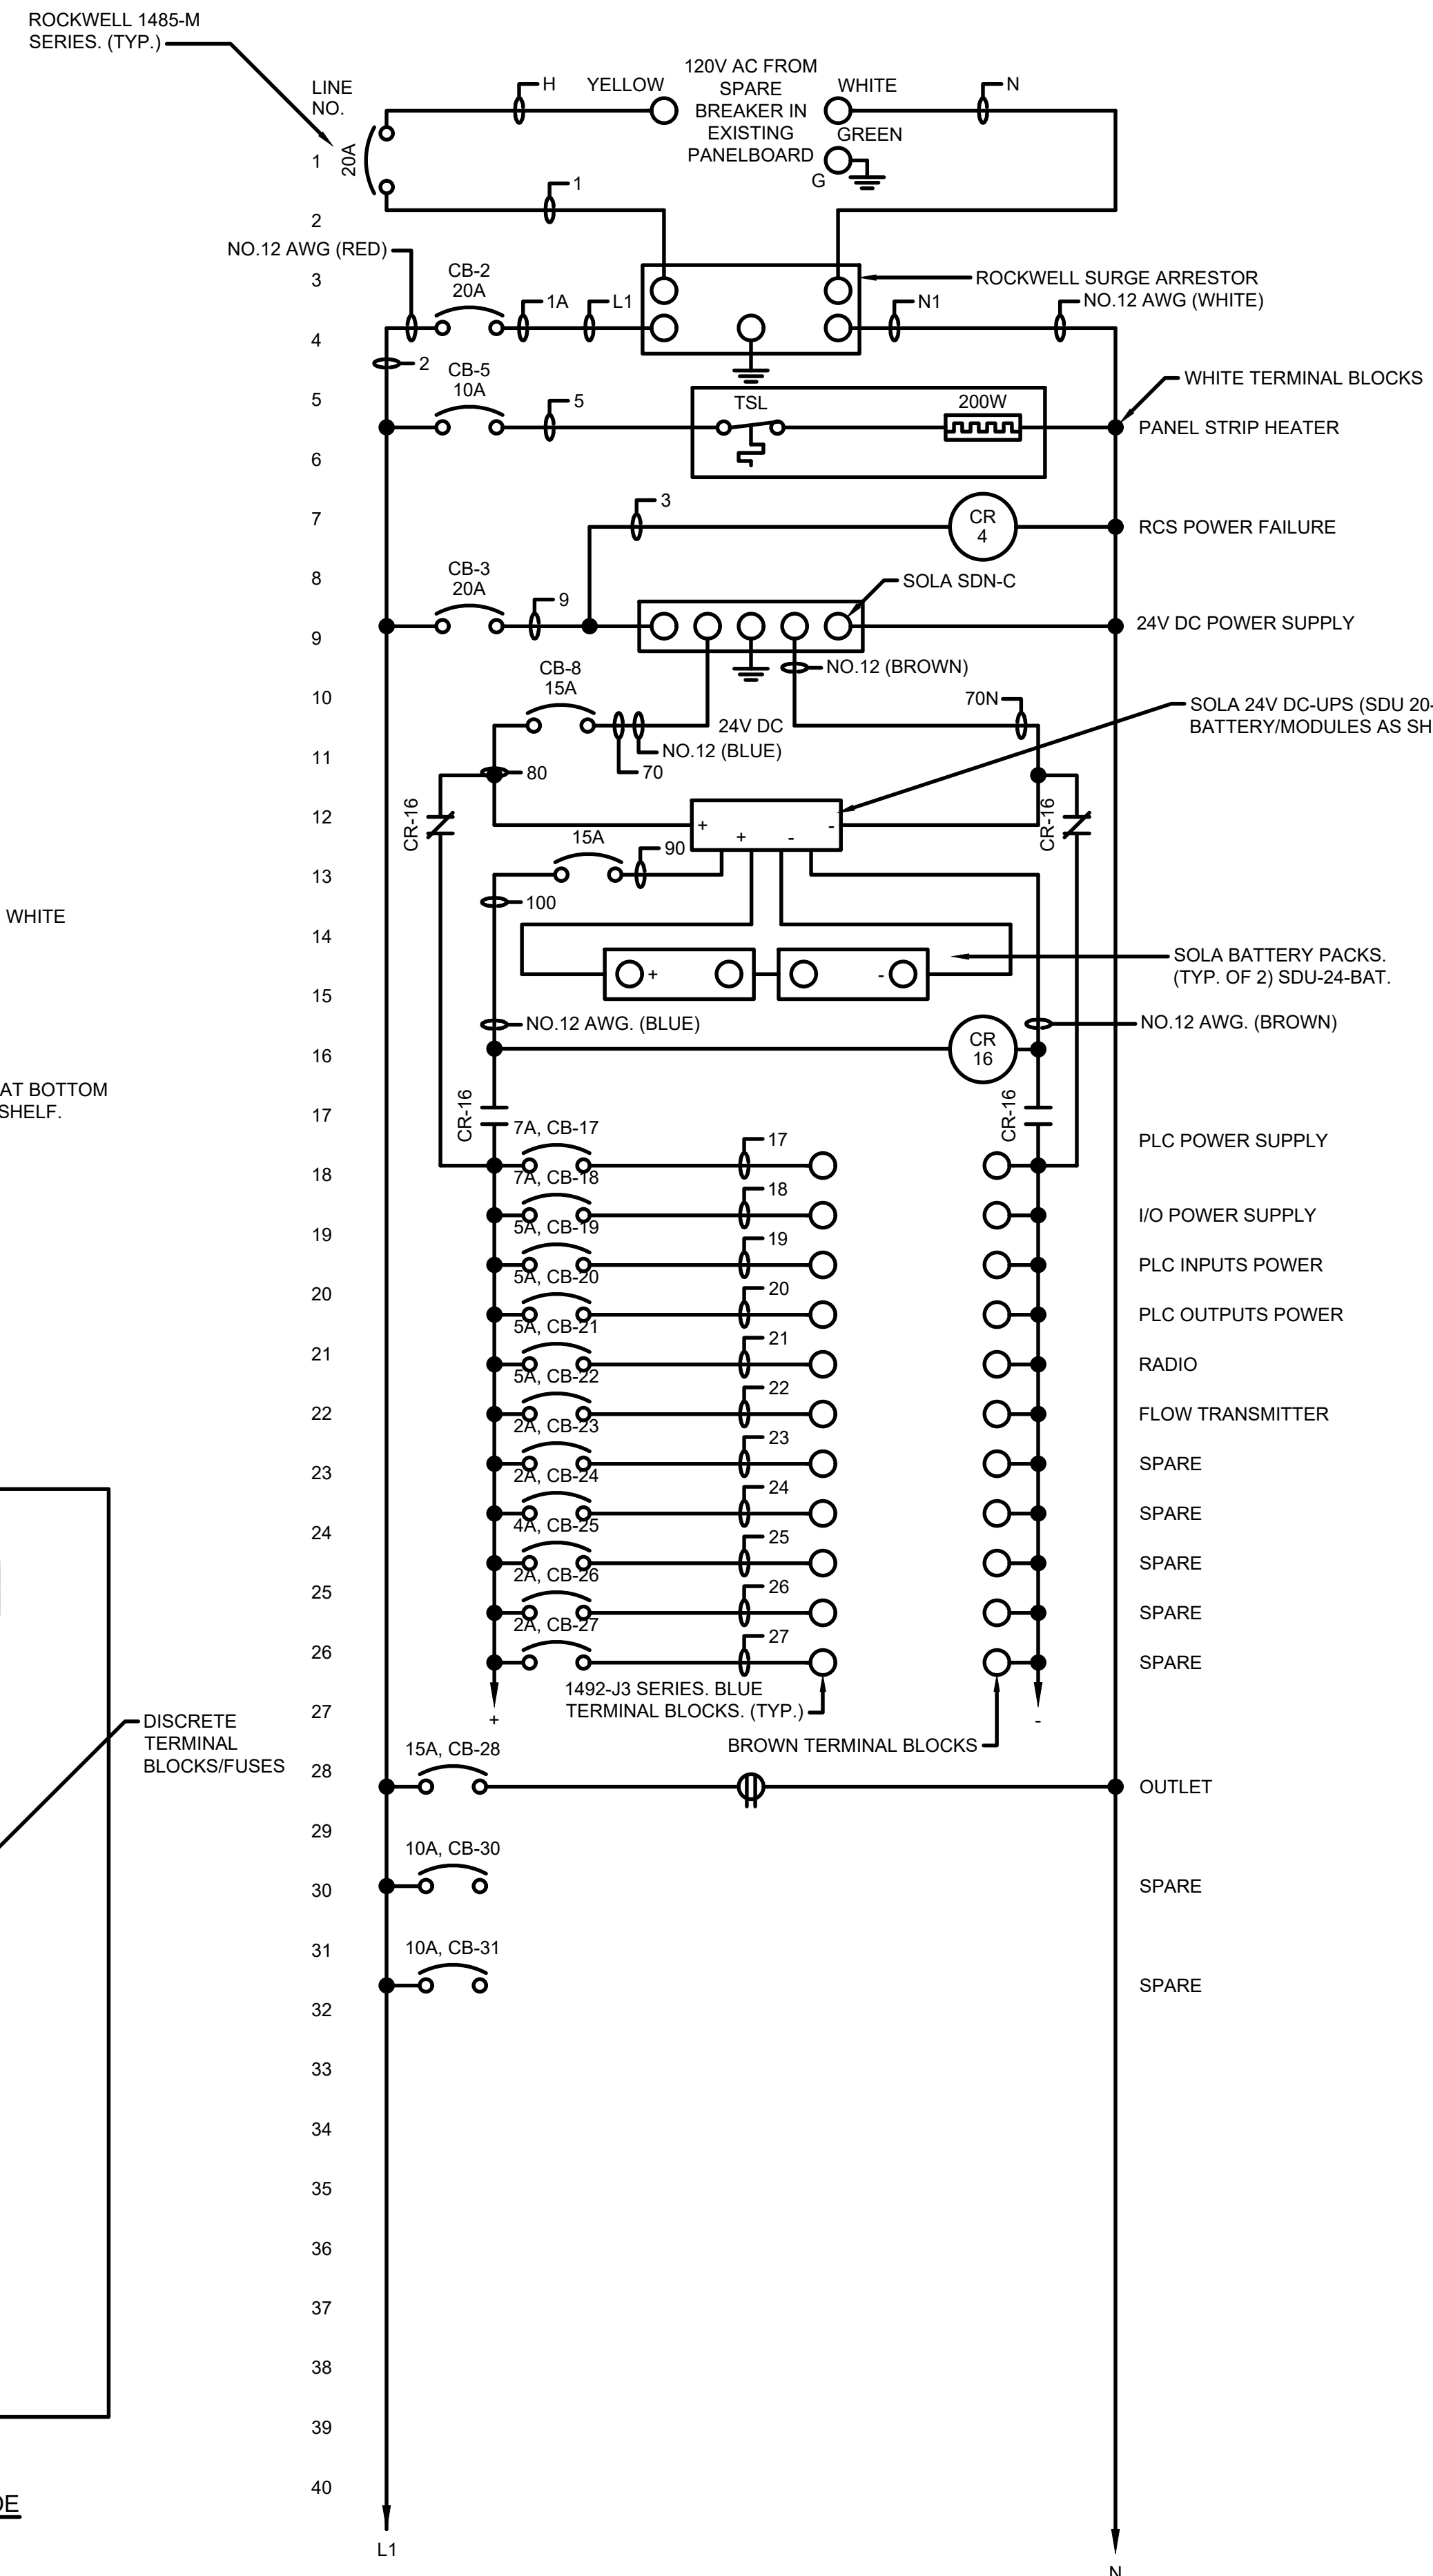 ROCKWELL 1485-M
SERIES. (TYP.)
LINE
NO.
H
YELLOW
120V AC FROM
SPARE
BREAKER IN
EXISTING
PANELBOARD
WHITE
N
GREEN
G
1
20A
1
2
NO.12 AWG (RED)
3
CB-2
20A
1A
L1
ROCKWELL SURGE ARRESTOR
N1
NO.12 AWG (WHITE)
4
2
CB-5
10A
WHITE TERMINAL BLOCKS
5
5
TSL
200W
PANEL STRIP HEATER
6
3
7
CR
4
RCS POWER FAILURE
8
CB-3
20A
9
SOLA SDN-C
9
24V DC POWER SUPPLY
NO.12 (BROWN)
10
CB-8
15A
70N
SOLA 24V DC-UPS (SDU 20-
BATTERY/MODULES AS SH
24V DC
NO.12 (BLUE)
11
80
70
12
CR-16
+
+
-
-
CR-16
15A
90
13
100
WHITE
14
SOLA BATTERY PACKS.
(TYP. OF 2) SDU-24-BAT.
+
-
15
NO.12 AWG. (BLUE)
NO.12 AWG. (BROWN)
16
CR
16
AT BOTTOM
SHELF.
17
CR-16
CR-16
7A, CB-17
17
PLC POWER SUPPLY
18
7A, CB-18
18
I/O POWER SUPPLY
19
5A, CB-19
19
PLC INPUTS POWER
20
5A, CB-20
20
PLC OUTPUTS POWER
21
5A, CB-21
21
RADIO
22
5A, CB-22
22
FLOW TRANSMITTER
23
2A, CB-23
23
SPARE
24
2A, CB-24
24
SPARE
4A, CB-25
25
SPARE
25
2A, CB-26
26
SPARE
26
2A, CB-27
27
SPARE
27
1492-J3 SERIES. BLUE
TERMINAL BLOCKS. (TYP.)
+
-
BROWN TERMINAL BLOCKS
DISCRETE
TERMINAL
BLOCKS/FUSES
28
15A, CB-28
OUTLET
29
10A, CB-30
30
SPARE
31
10A, CB-31
SPARE
32
33
34
35
36
37
38
39
40
DE
L1
N